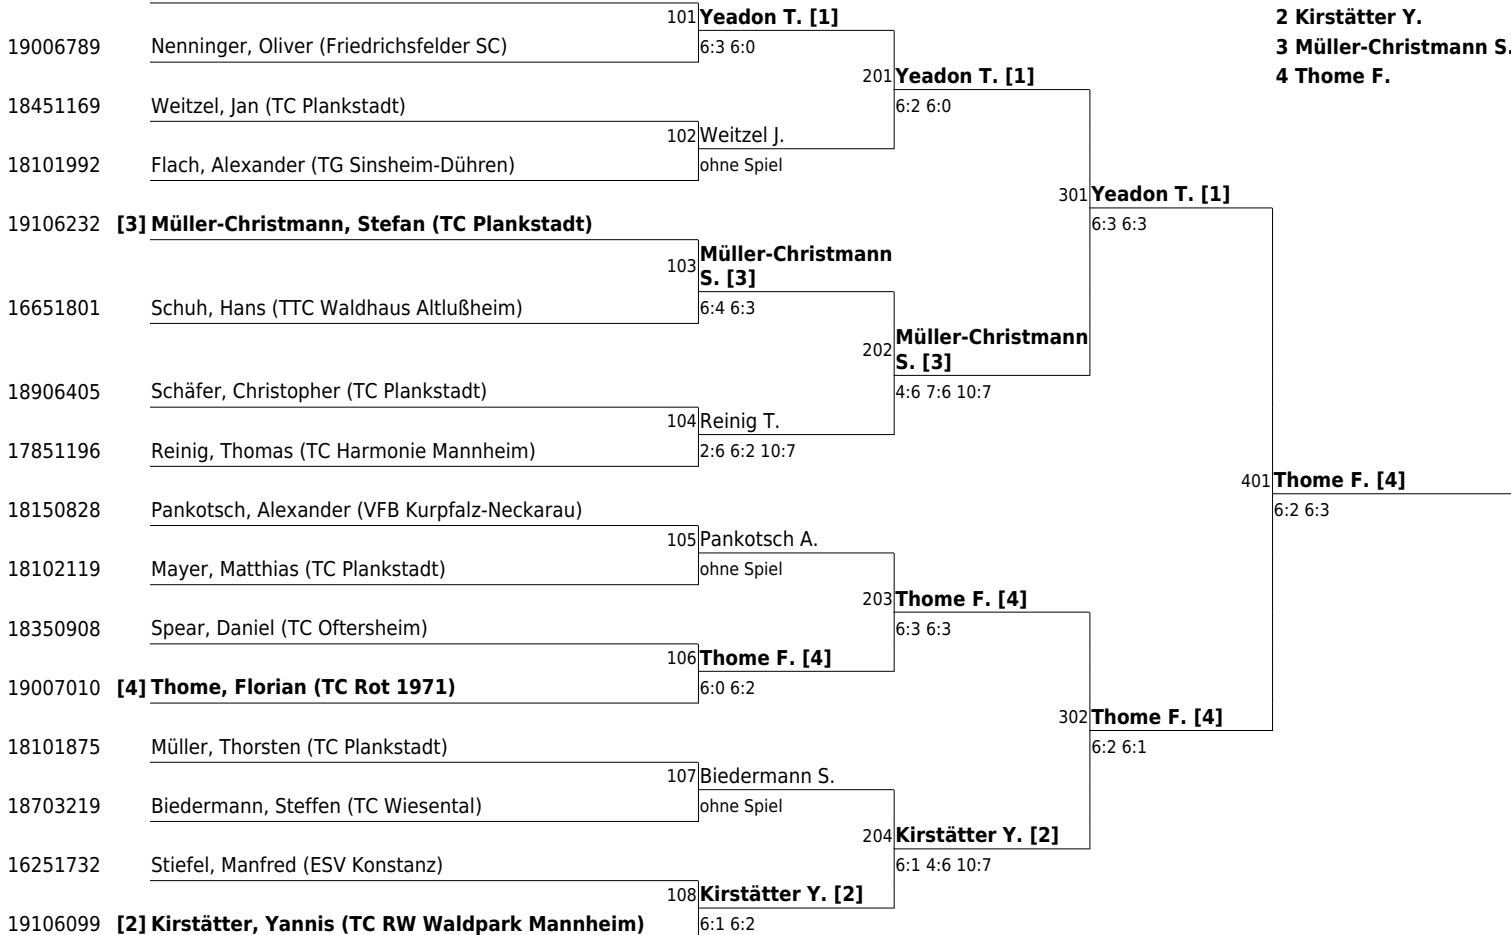 101 Yeadon T. [1]
2 Kirstätter Y.
19006789 Nenninger, Oliver (Friedrichsfelder SC)
6:3 6:0
3 Müller-Christmann S.
201 Yeadon T. [1]
4 Thome F.
18451169 Weitzel, Jan (TC Plankstadt)
6:2 6:0
102 Weitzel J.
18101992 Flach, Alexander (TG Sinsheim-Dühren)
ohne Spiel
301 Yeadon T. [1]
19106232 [3] Müller-Christmann, Stefan (TC Plankstadt)
6:3 6:3
103 Müller-Christmann
S. [3]
16651801 Schuh, Hans (TTC Waldhaus Altlußheim)
6:4 6:3
202 Müller-Christmann
S. [3]
18906405 Schäfer, Christopher (TC Plankstadt)
4:6 7:6 10:7
104 Reinig T.
17851196 Reinig, Thomas (TC Harmonie Mannheim)
2:6 6:2 10:7
401 Thome F. [4]
18150828 Pankotsch, Alexander (VFB Kurpfalz-Neckarau)
6:2 6:3
105 Pankotsch A.
18102119 Mayer, Matthias (TC Plankstadt)
ohne Spiel
203 Thome F. [4]
18350908 Spear, Daniel (TC Oftersheim)
6:3 6:3
106 Thome F. [4]
19007010 [4] Thome, Florian (TC Rot 1971)
6:0 6:2
302 Thome F. [4]
18101875 Müller, Thorsten (TC Plankstadt)
6:2 6:1
107 Biedermann S.
18703219 Biedermann, Steffen (TC Wiesental)
ohne Spiel
204 Kirstätter Y. [2]
16251732 Stiefel, Manfred (ESV Konstanz)
6:1 4:6 10:7
108 Kirstätter Y. [2]
19106099 [2] Kirstätter, Yannis (TC RW Waldpark Mannheim)
6:1 6:2